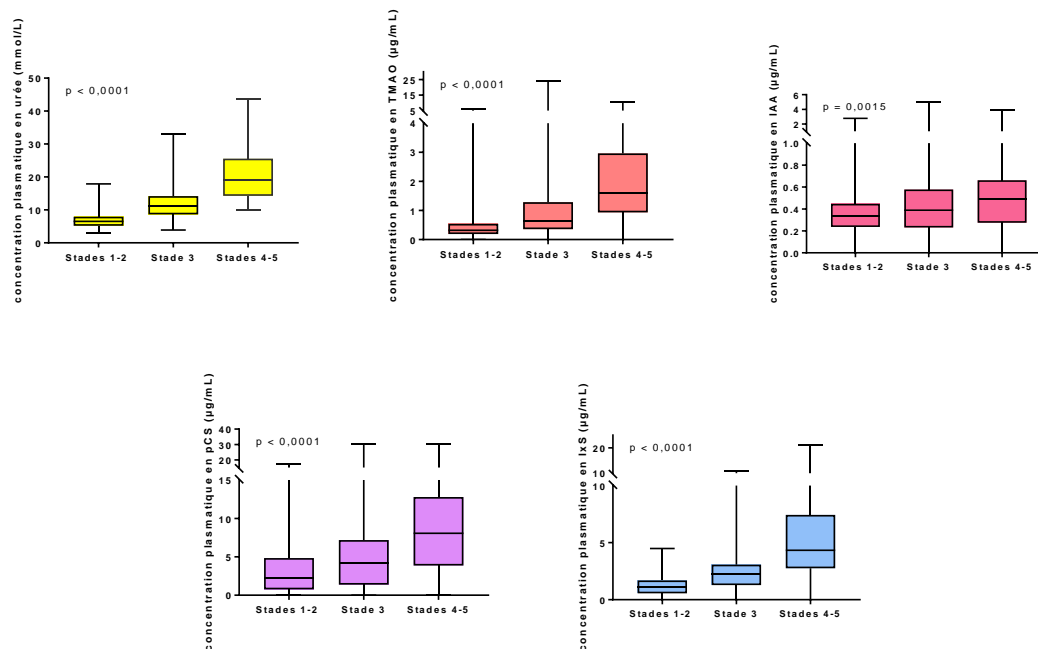 concentration plasmatique en urée (mmol/L)
p < 0,0001
50
40
30
20
10
0
Stades 1-2 Stade 3 Stades 4-5
concentration plasmatique en TMAO (µg/mL)
p < 0,0001
25
15
5
4
3
2
1
0
Stades 1-2 Stade 3 Stades 4-5
concentration plasmatique en IAA (µg/mL)
p = 0,0015
6
4
2
1.0
0.8
0.6
0.4
0.2
0.0
Stades 1-2 Stade 3 Stades 4-5
concentration plasmatique en pCS (µg/mL)
p < 0,0001
40
30
20
15
10
5
0
Stades 1-2 Stade 3 Stades 4-5
concentration plasmatique en IxS (µg/mL)
p < 0,0001
20
10
10
5
0
Stades 1-2 Stade 3 Stades 4-5